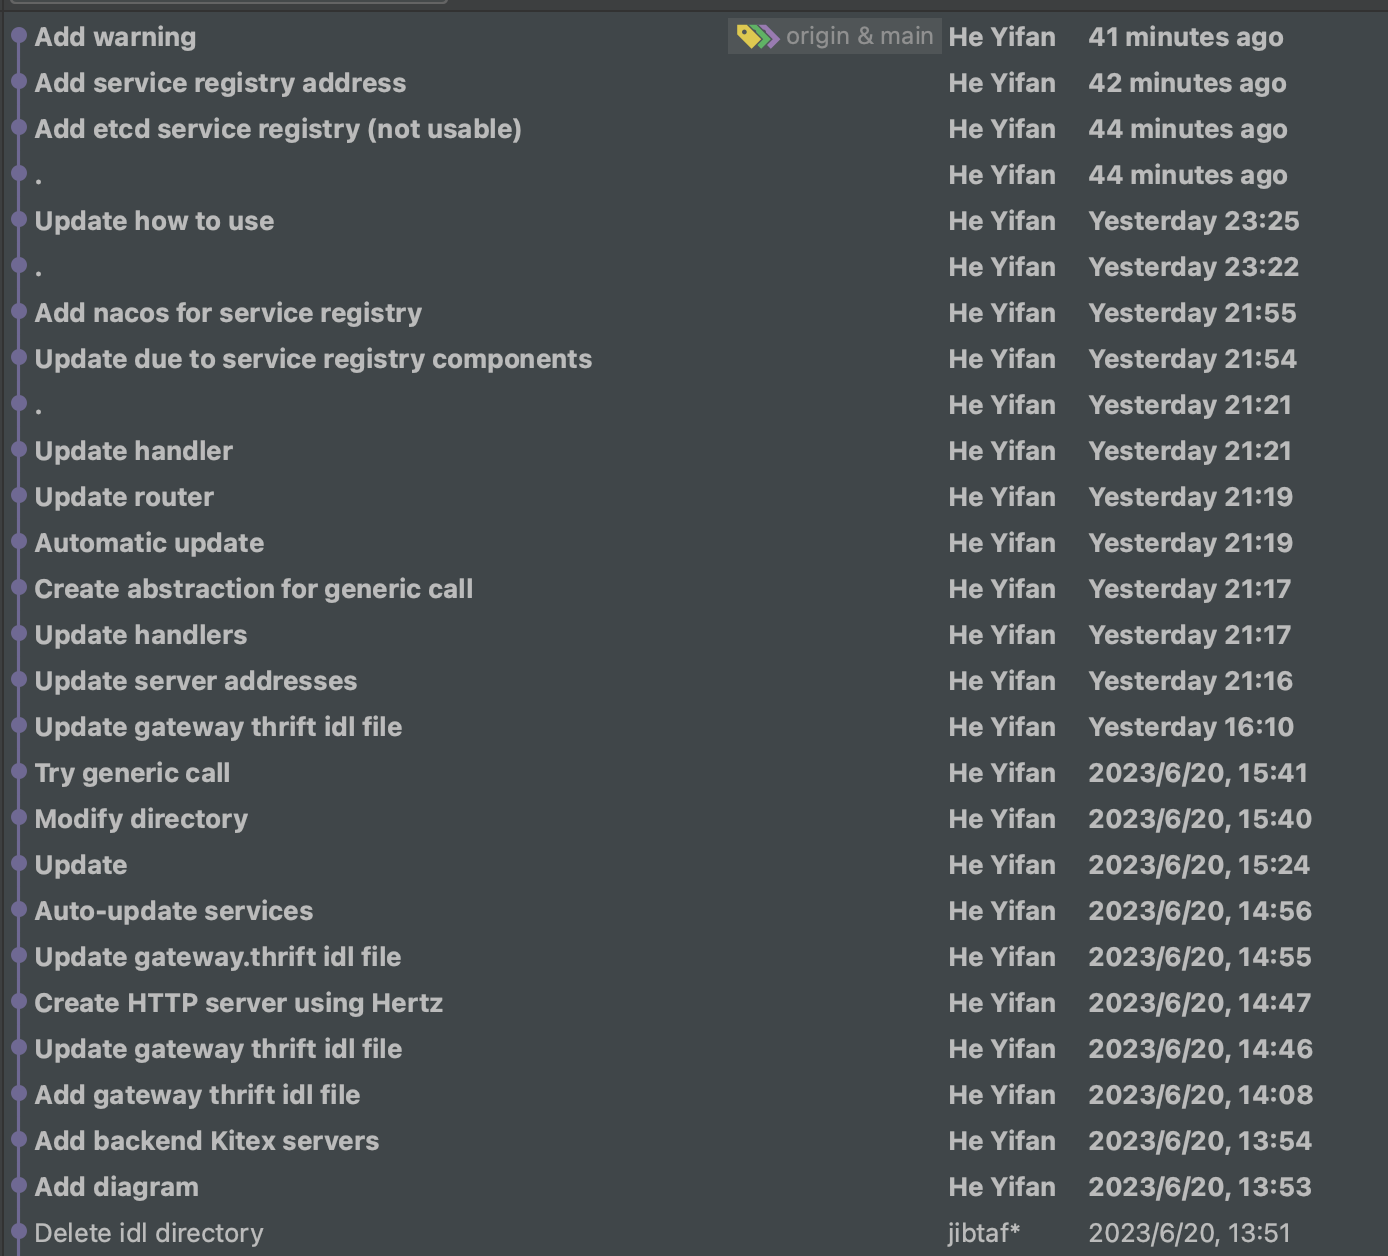 Add warning origin & main He Yifan 41 minutes ago
Add service registry address He Yifan 42 minutes ago
Add etcd service registry (not usable) He Yifan 44 minutes ago
. He Yifan 44 minutes ago
Update how to use He Yifan Yesterday 23:25
. He Yifan Yesterday 23:22
Add nacos for service registry He Yifan Yesterday 21:55
Update due to service registry components He Yifan Yesterday 21:54
. He Yifan Yesterday 21:21
Update handler He Yifan Yesterday 21:21
Update router He Yifan Yesterday 21:19
Automatic update He Yifan Yesterday 21:19
Create abstraction for generic call He Yifan Yesterday 21:17
Update handlers He Yifan Yesterday 21:17
Update server addresses He Yifan Yesterday 21:16
Update gateway thrift idl file He Yifan Yesterday 16:10
Try generic call He Yifan 2023/6/20, 15:41
Modify directory He Yifan 2023/6/20, 15:40
Update He Yifan 2023/6/20, 15:24
Auto-update services He Yifan 2023/6/20, 14:56
Update gateway.thrift idl file He Yifan 2023/6/20, 14:55
Create HTTP server using Hertz He Yifan 2023/6/20, 14:47
Update gateway thrift idl file He Yifan 2023/6/20, 14:46
Add gateway thrift idl file He Yifan 2023/6/20, 14:08
Add backend Kitex servers He Yifan 2023/6/20, 13:54
Add diagram He Yifan 2023/6/20, 13:53
Delete idl directory jibtaf* 2023/6/20, 13:51